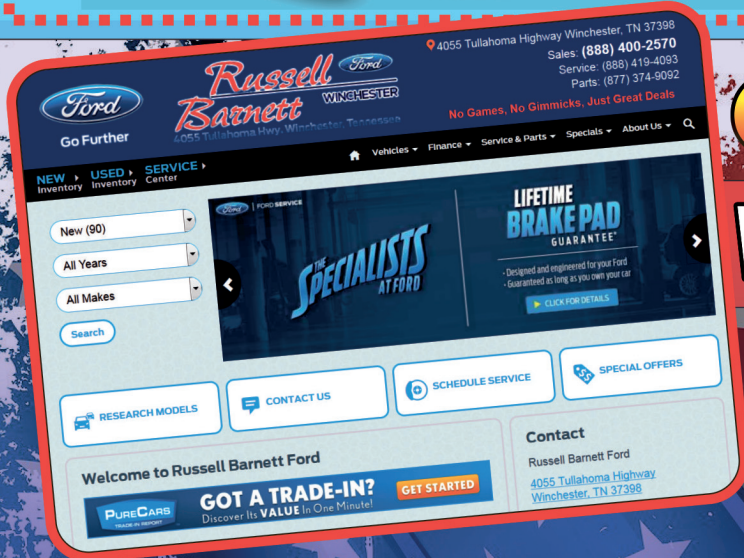 Ford
Go Further
Russell Ford
Barnett WINCHESTER
4055 Tullahoma Hwy. Winchester, Tennessee
4055 Tullahoma Highway Winchester, TN 37398
Sales: (888) 400-2570
Service: (888) 419-4093
Parts: (877) 374-9092
No Games, No Gimmicks, Just Great Deals
NEW Inventory
USED Inventory
SERVICE Center
Vehicles Finance Service & Parts Specials About Us
New (90)
All Years
All Makes
Search
Ford | FORD SERVICE
THE
SPECIALISTS
AT FORD
LIFETIME
BRAKE PAD
GUARANTEE*
- Designed and engineered for your Ford
- Guaranteed as long as you own your car
CLICK FOR DETAILS
RESEARCH MODELS
CONTACT US
SCHEDULE SERVICE
$$ SPECIAL OFFERS
Welcome to Russell Barnett Ford
PURECARS
TRADE-IN REPORT
GOT A TRADE-IN?
Discover Its VALUE In One Minute!
GET STARTED
Contact
Russell Barnett Ford
4055 Tullahoma Highway
Winchester, TN 37398